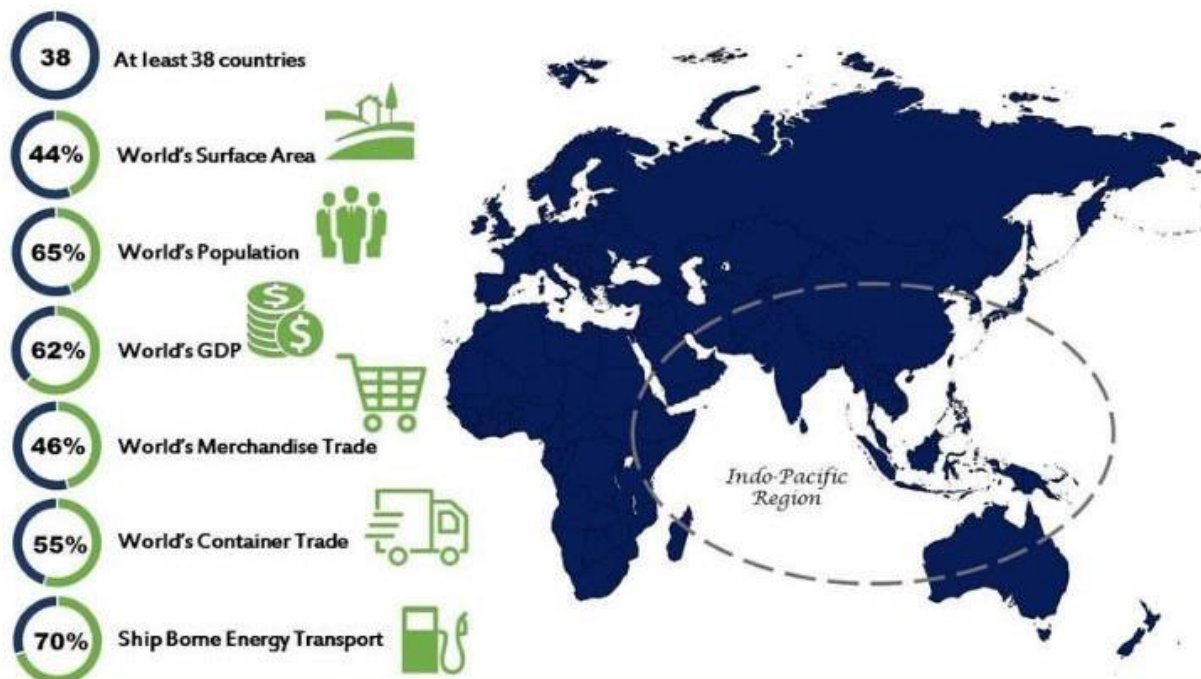 38 At least 38 countries
44% World's Surface Area
65% World's Population
$
$
62% World's GDP
46% World's Merchandise Trade
55% World's Container Trade
70% Ship Borne Energy Transport
Indo-Pacific
Region